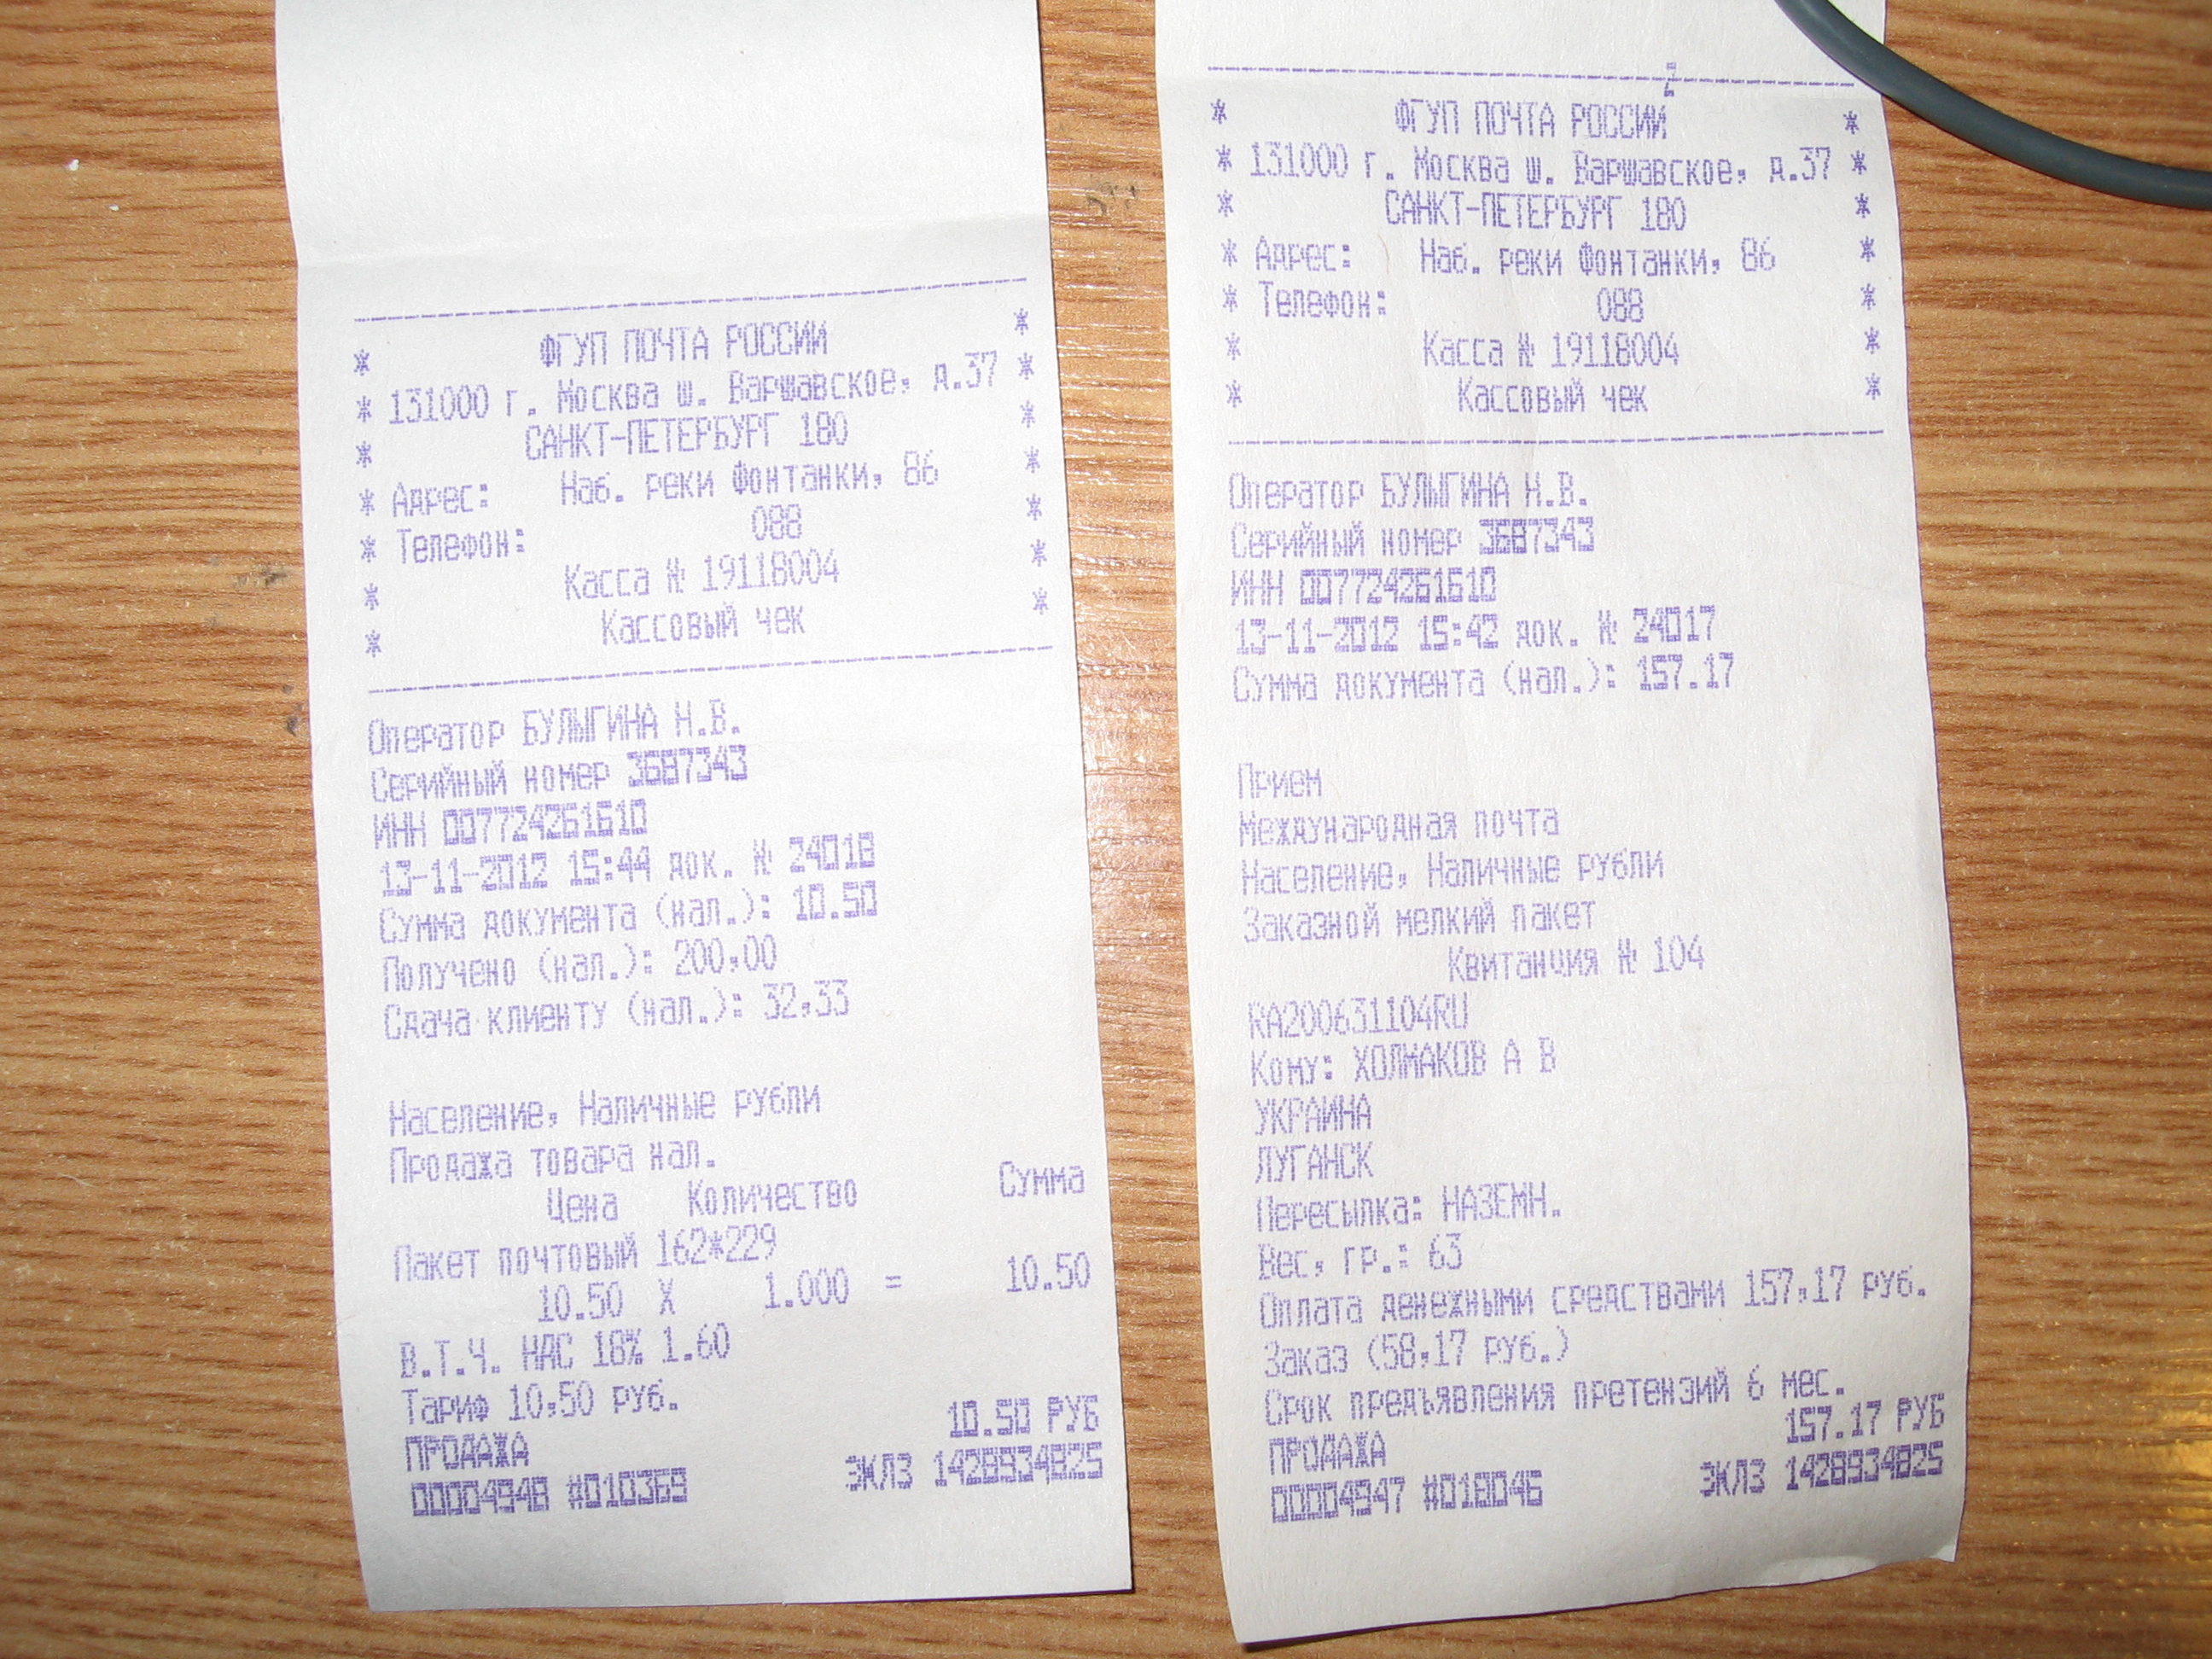 ФГУП ПОЧТА РОССИИ
* 131000 г. Москва ш. Варшавское, д.37 *
* САНКТ-ПЕТЕРБУРГ 180 *
* Адрес: Наб. реки Фонтанки, 86 *
* Телефон: 088 *
* Касса № 19118004 *
* Кассовый чек *
Оператор БУЛЫГИНА Н.В.
Серийный номер 3687343
ИНН 007724261610
13-11-2012 15:44 док. № 24018
Сумма документа (нал.): 10.50
Получено (нал.): 200,00
Сдача клиенту (нал.): 32,33
Население, Наличные рубли
Продажа товара нал.
Цена Количество Сумма
Пакет почтовый 162*229
10.50 X 1.000 = 10.50
В.Т.Ч. НДС 18% 1.60
Тариф 10,50 руб.
10.50 РУБ
ПРОДАЖА
00004948 #010369 ЭКЛЗ 1428934825
* ФГУП ПОЧТА РОССИИ *
* 131000 г. Москва ш. Варшавское, д.37 *
* САНКТ-ПЕТЕРБУРГ 180 *
* Адрес: Наб. реки Фонтанки, 86 *
* Телефон: 088 *
* Касса № 19118004 *
* Кассовый чек *
Оператор БУЛЫГИНА Н.В.
Серийный номер 3687343
ИНН 007724261610
13-11-2012 15:42 док. № 24017
Сумма документа (нал.): 157.17
Прием
Международная почта
Население, Наличные рубли
Заказной мелкий пакет
Квитанция № 104
RA200631104RU
Кому: ХОЛМАКОВ А В
УКРАИНА
ЛУГАНСК
Пересылка: НАЗЕМН.
Вес, гр.: 63
Оплата денежными средствами 157,17 руб.
Заказ (58,17 руб.)
Срок предъявления претензий 6 мес.
157.17 РУБ
ПРОДАЖА
00004947 #018046 ЭКЛЗ 1428934825